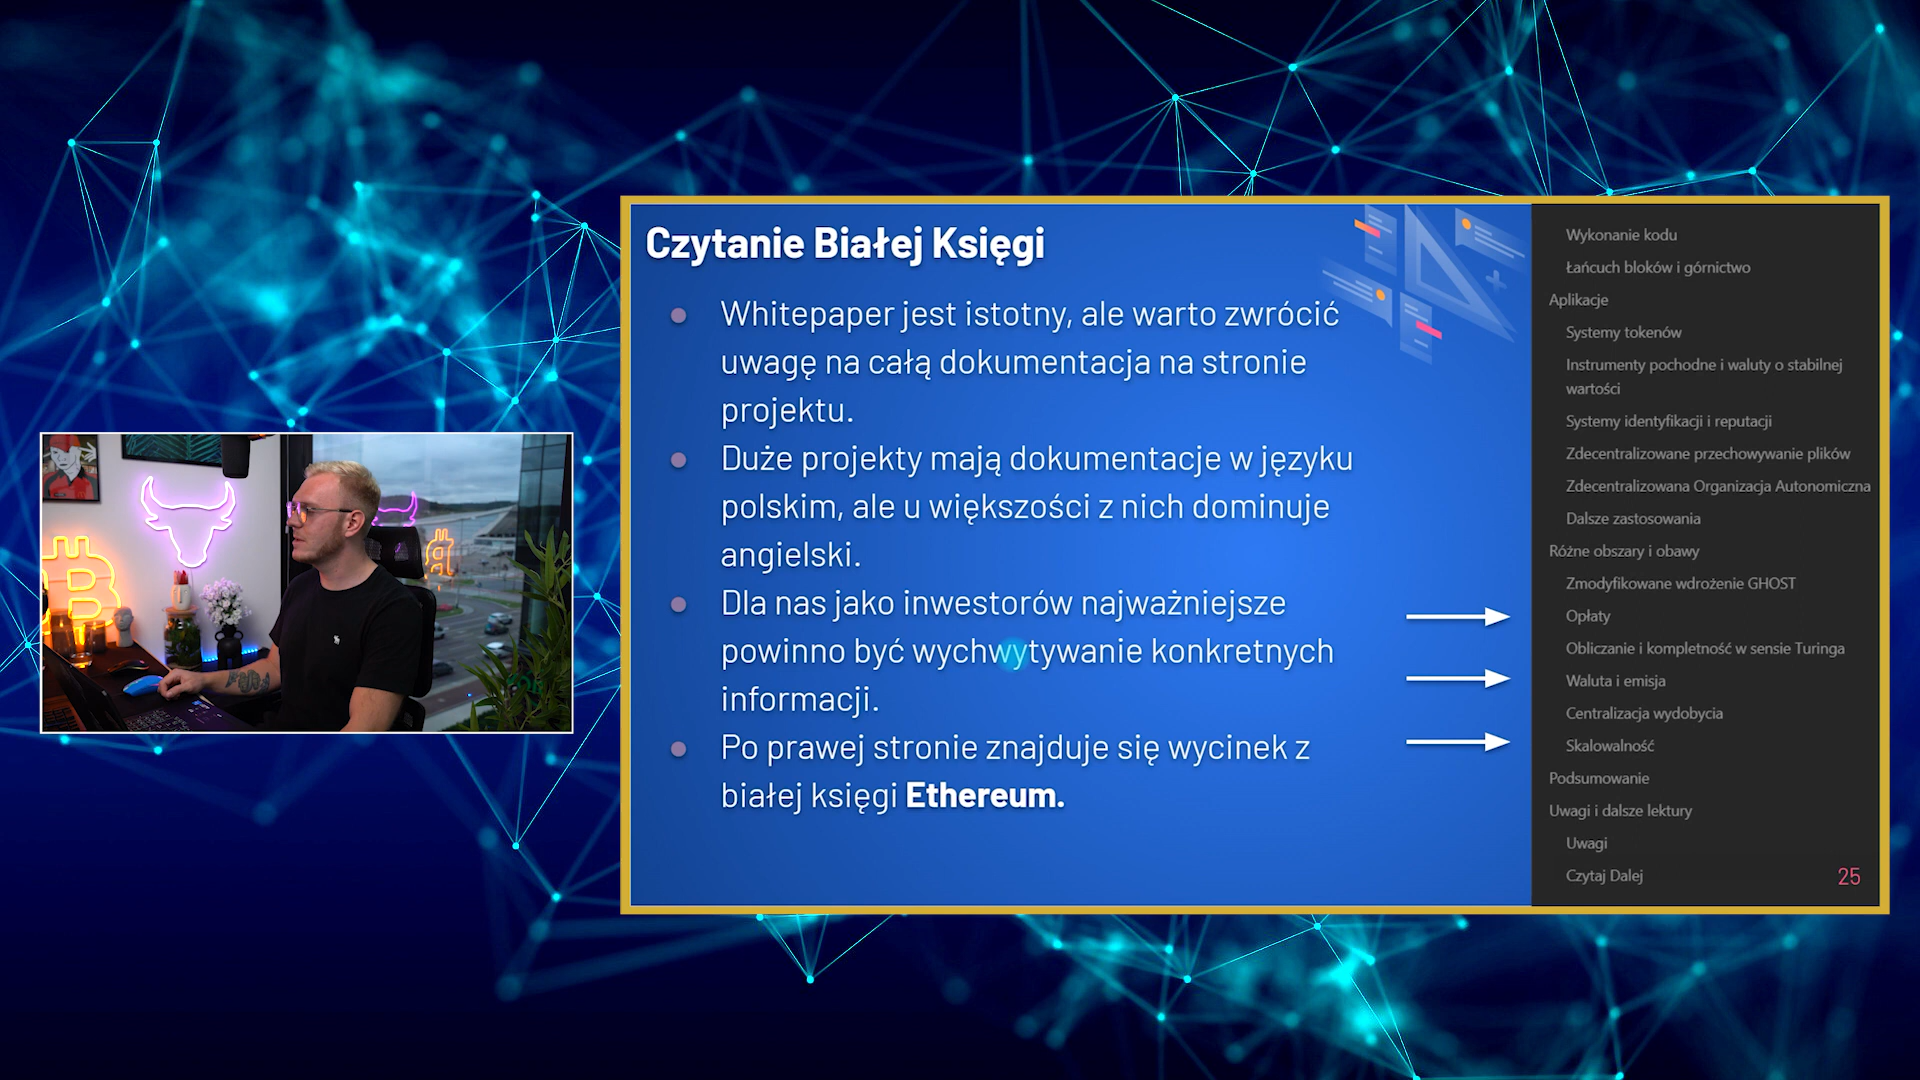 Czytanie Białej Księgi
Whitepaper jest istotny, ale warto zwrócić
uwagę na całą dokumentacja na stronie
projektu.
Duże projekty mają dokumentacje w języku
polskim, ale u większości z nich dominuje
angielski.
Dla nas jako inwestorów najważniejsze
powinno być wychwytywanie konkretnych
informacji.
Po prawej stronie znajduje się wycinek z
białej księgi Ethereum.
Wykonanie kodu
Łańcuch bloków i górnictwo
Aplikacje
Systemy tokenów
Instrumenty pochodne i waluty o stabilnej
wartości
Systemy identyfikacji i reputacji
Zdecentralizowane przechowywanie plików
Zdecentralizowana Organizacja Autonomiczna
Dalsze zastosowania
Różne obszary i obawy
Zmodyfikowane wdrożenie GHOST
Opłaty
Obliczanie i kompletność w sensie Turinga
Waluta i emisja
Centralizacja wydobycia
Skalowalność
Podsumowanie
Uwagi i dalsze lektury
Uwagi
Czytaj Dalej
25